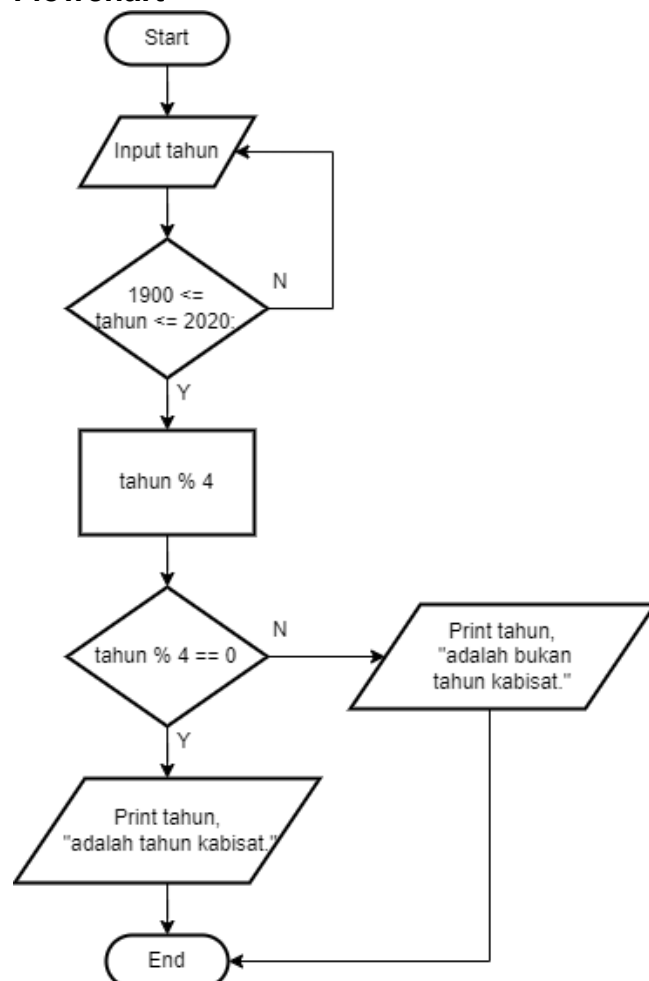 Flowchart
Start
Input tahun
1900 <=
tahun <= 2020:
N
Y
tahun % 4
tahun % 4 == 0
N
Print tahun,
"adalah bukan
tahun kabisat."
Y
Print tahun,
"adalah tahun kabisat."
End